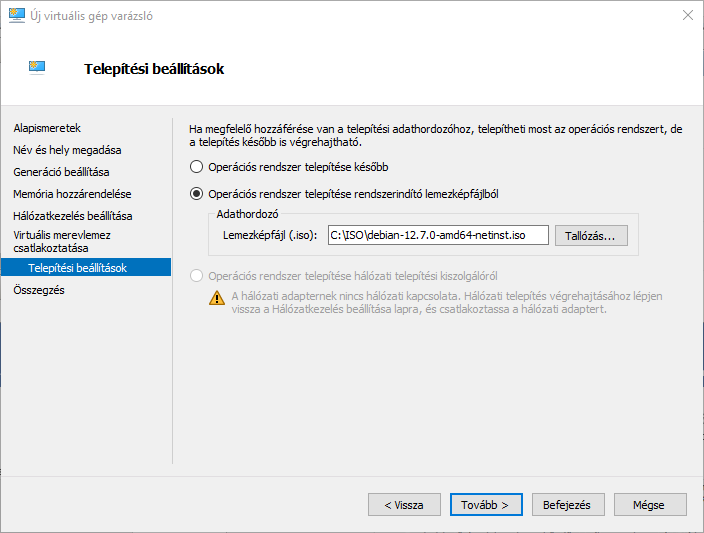 Új virtuális gép varázsló
Telepítési beállítások
Alapismeretek
Név és hely megadása
Generáció beállítása
Memória hozzárendelése
Hálózatkezelés beállítása
Virtuális merevlemez
csatlakoztatása
Telepítési beállítások
Összegzés
Ha megfelelő hozzáférése van a telepítési adathordozóhoz, telepítheti most az operációs rendszert, de
a telepítés később is végrehajtható.
Operációs rendszer telepítése később
Operációs rendszer telepítése rendszerindító lemezképfájlból
Adathordozó
Lemezképfájl (.iso): C:\ISO\debian-12.7.0-amd64-netinst.iso Tallózás...
Operációs rendszer telepítése hálózati telepítési kiszolgálóról
A hálózati adapternek nincs hálózati kapcsolata. Hálózati telepítés végrehajtásához lépjen
vissza a Hálózatkezelés beállítása lapra, és csatlakoztassa a hálózati adaptert.
< Vissza Tovább > Befejezés Mégse